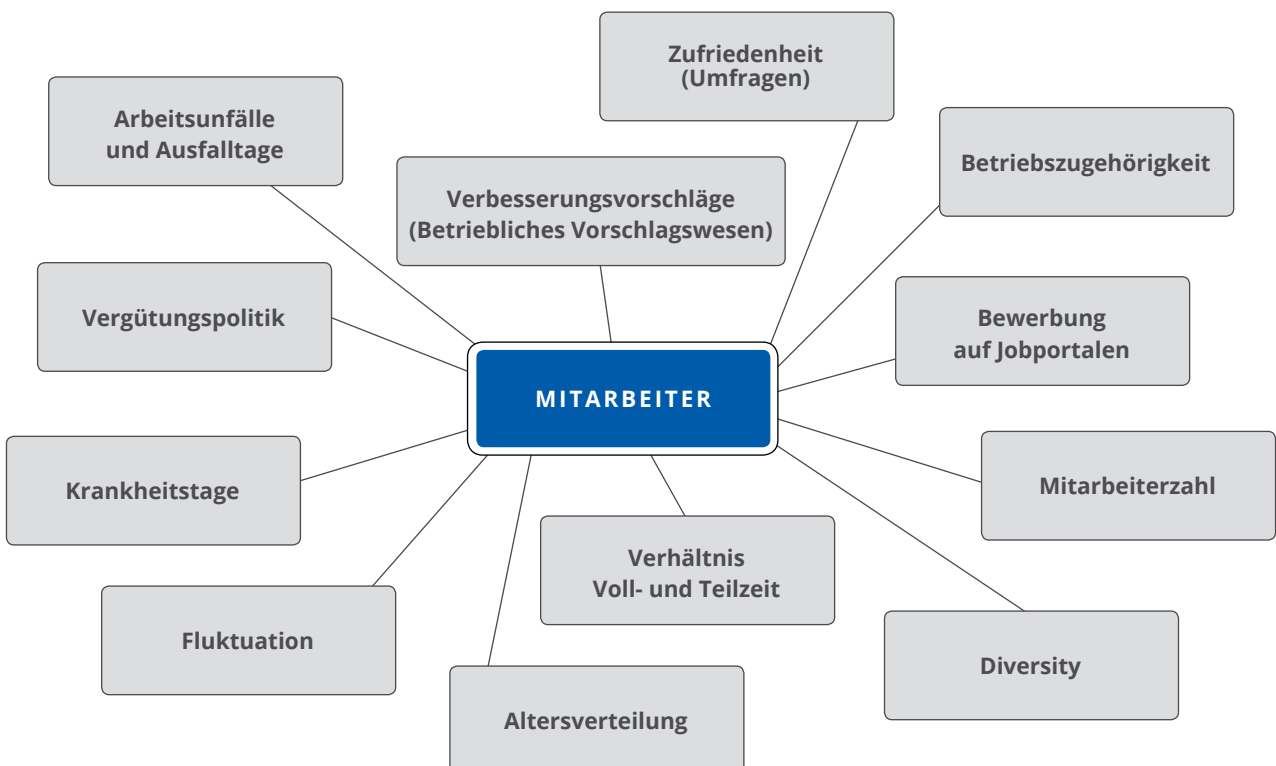 Zufriedenheit
(Umfragen)
Arbeitsunfälle
und Ausfalltage
Betriebszugehörigkeit
Verbesserungsvorschläge
(Betriebliches Vorschlagswesen)
Vergütungspolitik
Bewerbung
auf Jobportalen
MITARBEITER
Krankheitstage
Mitarbeiterzahl
Verhältnis
Voll- und Teilzeit
Fluktuation
Diversity
Altersverteilung